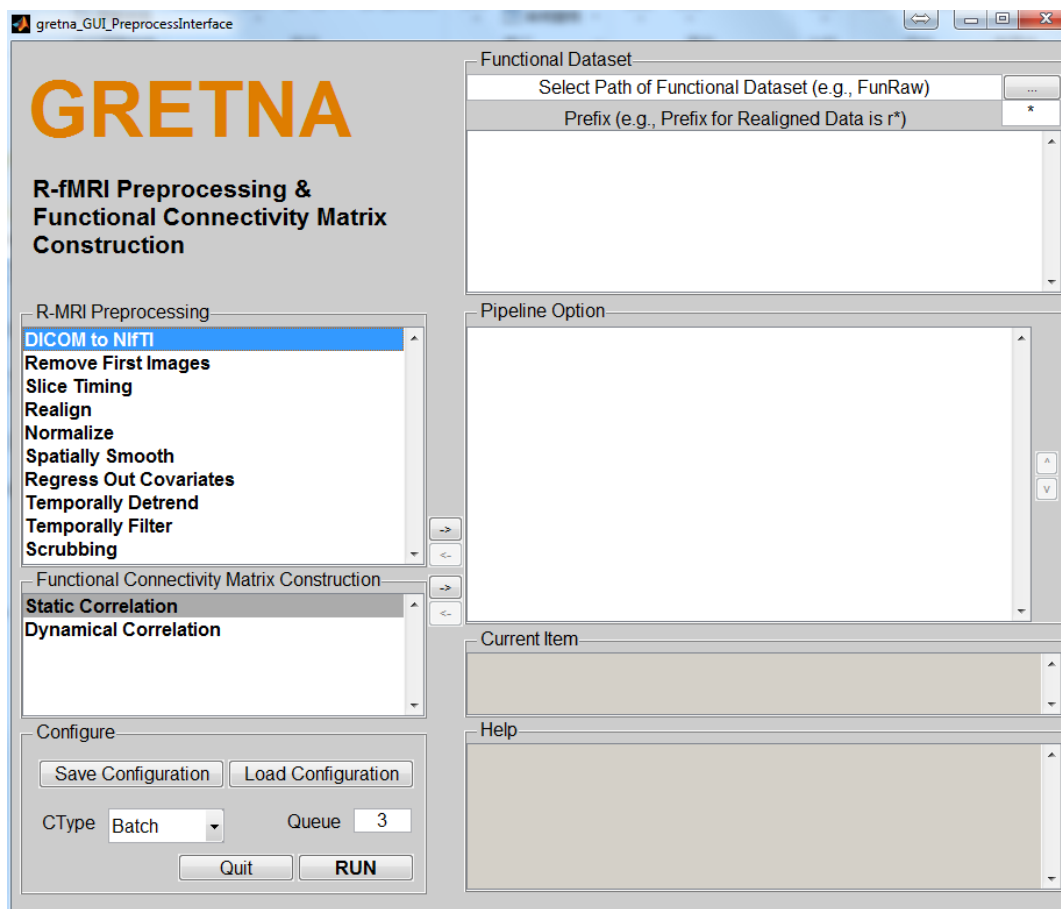 gretna_GUI_PreprocessInterface
GRETNA
R-fMRI Preprocessing &
Functional Connectivity Matrix
Construction
R-MRI Preprocessing
DICOM to NIfTI
Remove First Images
Slice Timing
Realign
Normalize
Spatially Smooth
Regress Out Covariates
Temporally Detrend
Temporally Filter
Scrubbing
->
<-
Functional Connectivity Matrix Construction
Static Correlation
Dynamical Correlation
->
<-
Configure
Save Configuration Load Configuration
CType Batch Queue 3
Quit RUN
Functional Dataset
Select Path of Functional Dataset (e.g., FunRaw) ...
Prefix (e.g., Prefix for Realigned Data is r*) *
Pipeline Option
^
v
Current Item
Help